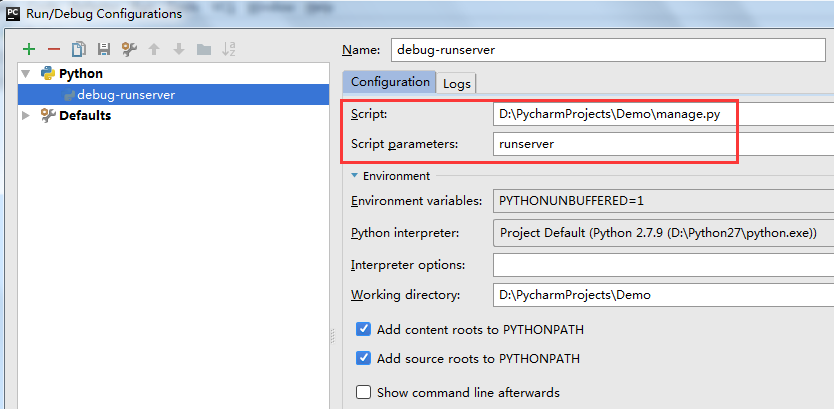 PC Run/Debug Configurations
Name: debug-runserver
Python
debug-runserver
Defaults
Configuration Logs
Script: D:\PycharmProjects\Demo\manage.py
Script parameters: runserver
Environment
Environment variables: PYTHONUNBUFFERED=1
Python interpreter: Project Default (Python 2.7.9 (D:\Python27\python.exe))
Interpreter options:
Working directory: D:\PycharmProjects\Demo
Add content roots to PYTHONPATH
Add source roots to PYTHONPATH
Show command line afterwards